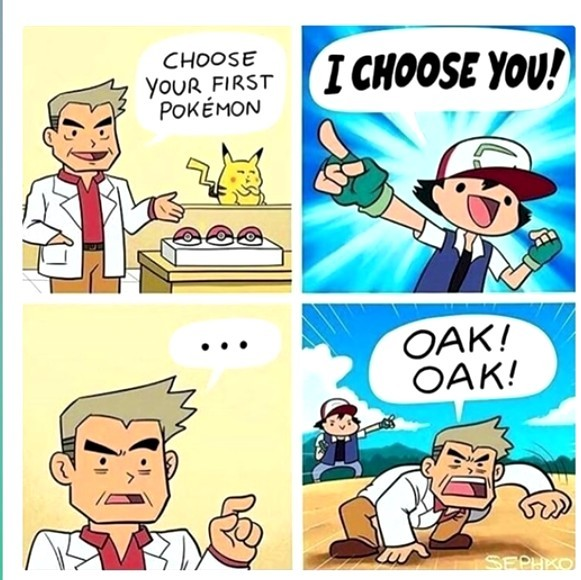 CHOOSE
YOUR FIRST
POKÉMON
I CHOOSE YOU!
...
OAK!
OAK!
SEPHKO